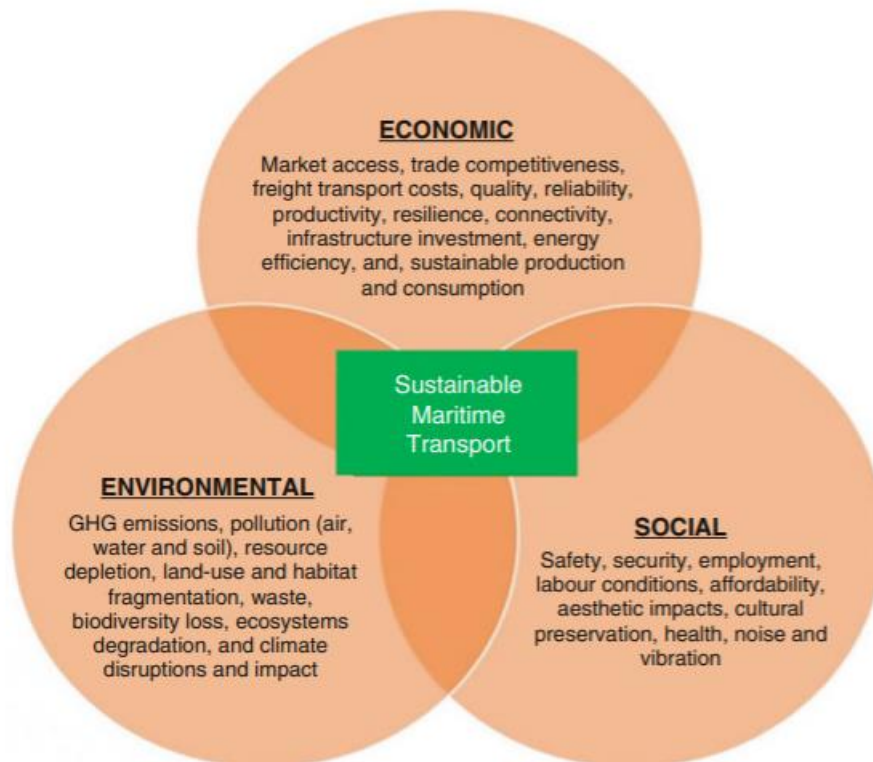 ECONOMIC
Market access, trade competitiveness,
freight transport costs, quality, reliability,
productivity, resilience, connectivity,
infrastructure investment, energy
efficiency, and, sustainable production
and consumption
Sustainable
Maritime
Transport
ENVIRONMENTAL
GHG emissions, pollution (air,
water and soil), resource
depletion, land-use and habitat
fragmentation, waste,
biodiversity loss, ecosystems
degradation, and climate
disruptions and impact
SOCIAL
Safety, security, employment,
labour conditions, affordability,
aesthetic impacts, cultural
preservation, health, noise and
vibration